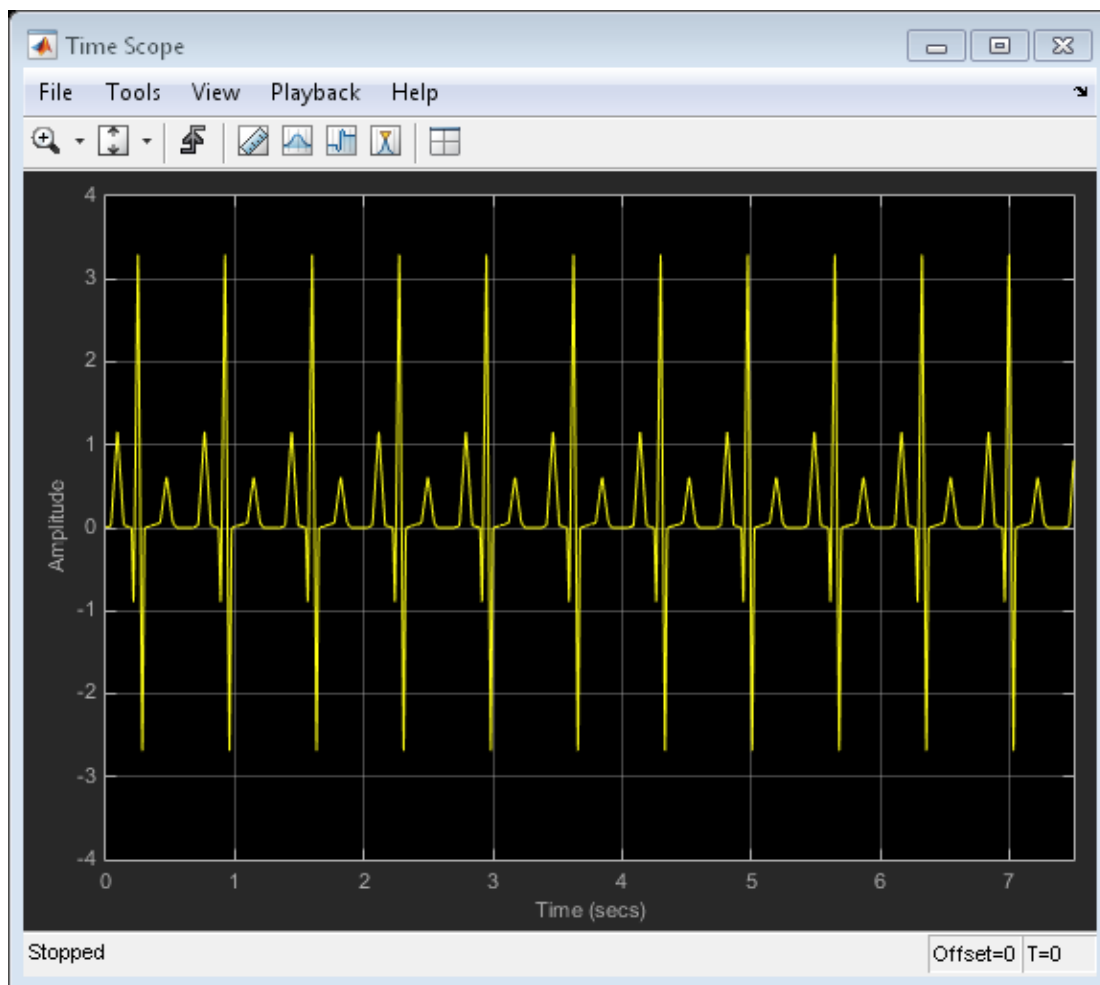 Time Scope
File Tools View Playback Help
4
3
2
1
0
-1
-2
-3
-4
Amplitude
0 1 2 3 4 5 6 7
Time (secs)
Stopped Offset=0 T=0